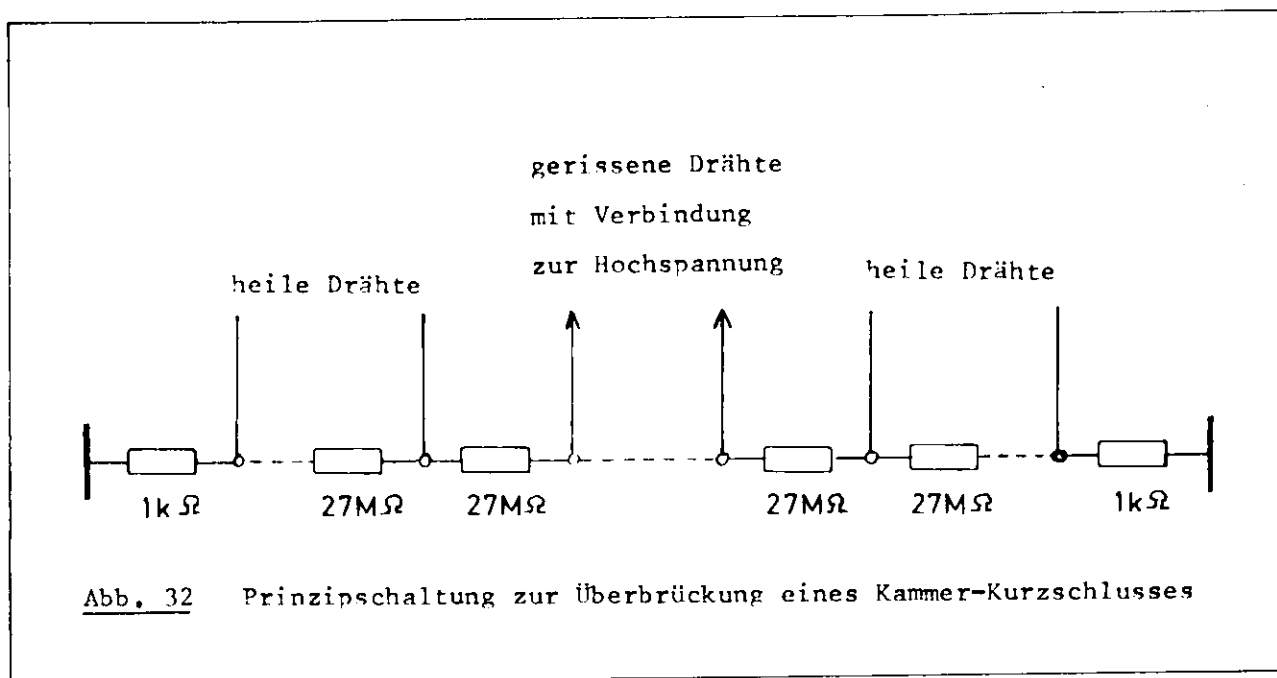 gerissene Drähte
mit Verbindung
zur Hochspannung
heile Drähte
heile Drähte
1kΩ
27MΩ
27MΩ
27MΩ
27MΩ
1kΩ
Abb. 32 Prinzipschaltung zur Überbrückung eines Kammer-Kurzschlusses